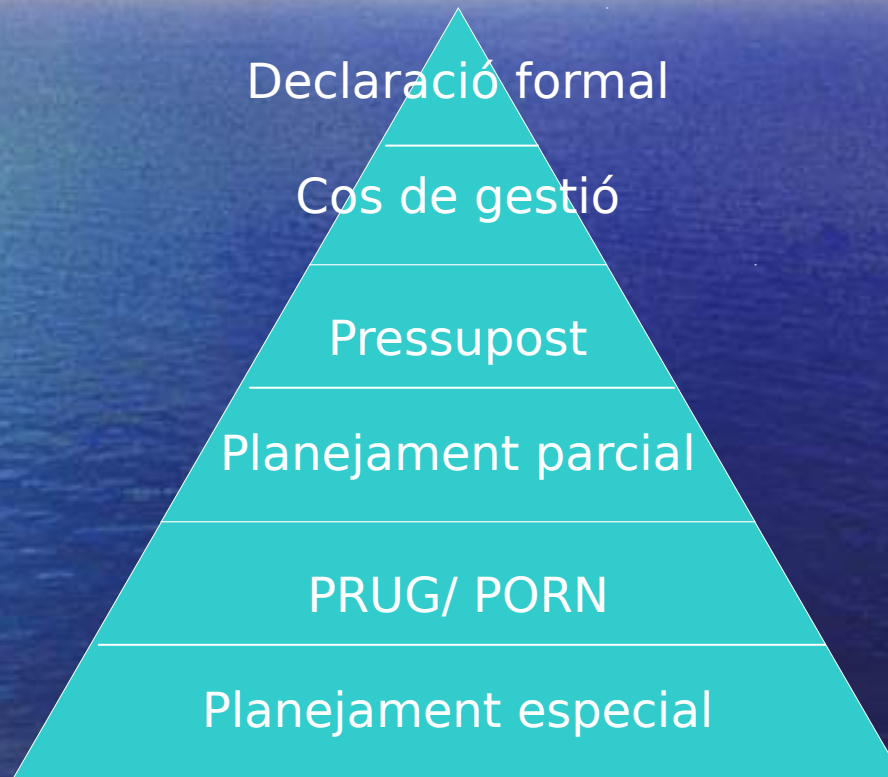 Declaració formal
Cos de gestió
Pressupost
Planejament parcial
PRUG/ PORN
Planejament especial